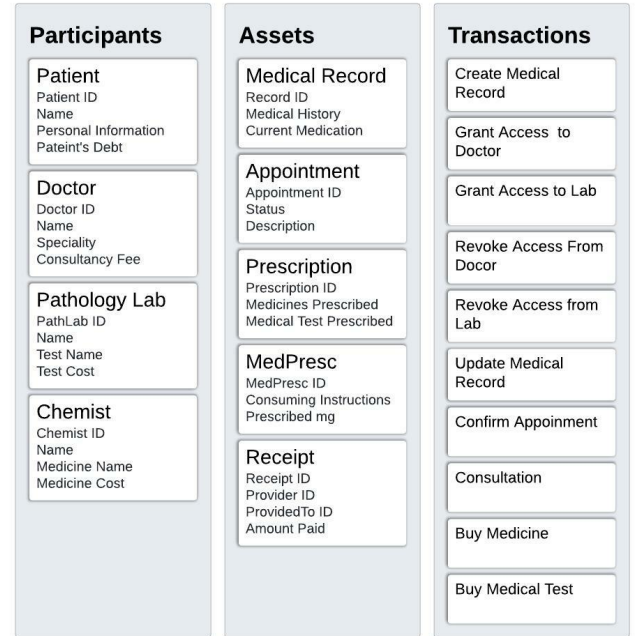 Participants
Patient
Patient ID
Name
Personal Information
Pateint's Debt
Doctor
Doctor ID
Name
Speciality
Consultancy Fee
Pathology Lab
PathLab ID
Name
Test Name
Test Cost
Chemist
Chemist ID
Name
Medicine Name
Medicine Cost
Assets
Medical Record
Record ID
Medical History
Current Medication
Appointment
Appointment ID
Status
Description
Prescription
Prescription ID
Medicines Prescribed
Medical Test Prescribed
MedPresc
MedPresc ID
Consuming Instructions
Prescribed mg
Receipt
Receipt ID
Provider ID
ProvidedTo ID
Amount Paid
Transactions
Create Medical
Record
Grant Access to
Doctor
Grant Access to Lab
Revoke Access From
Docor
Revoke Access from
Lab
Update Medical
Record
Confirm Appoinment
Consultation
Buy Medicine
Buy Medical Test